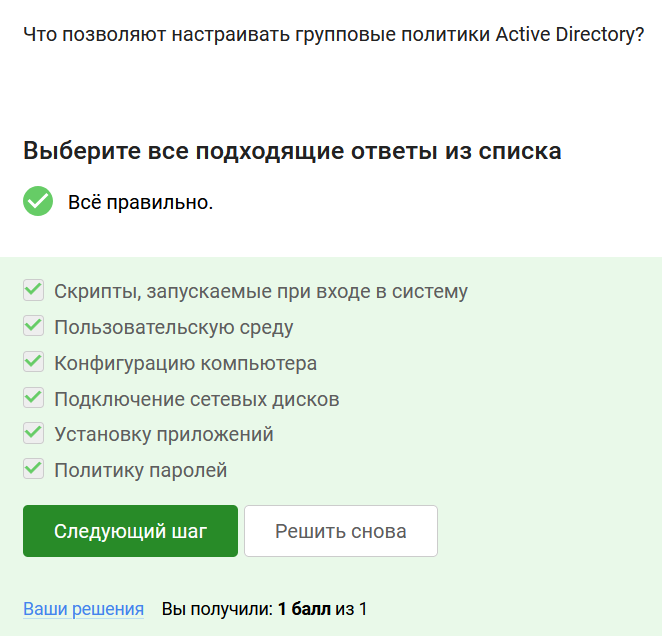 Что позволяют настраивать групповые политики Active Directory?
Выберите все подходящие ответы из списка
Всё правильно.
Скрипты, запускаемые при входе в систему
Пользовательскую среду
Конфигурацию компьютера
Подключение сетевых дисков
Установку приложений
Политику паролей
Следующий шаг
Решить снова
Ваши решения Вы получили: 1 балл из 1